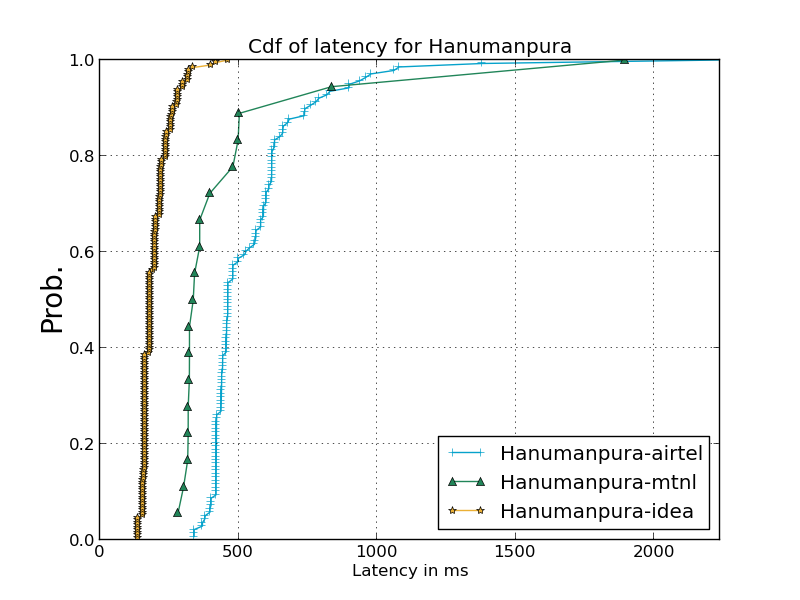 Cdf of latency for Hanumanpura
Prob.
1.0
0.8
0.6
0.4
0.2
0.0
0 500 1000 1500 2000
Latency in ms
Hanumanpura-airtel
Hanumanpura-mtnl
Hanumanpura-idea